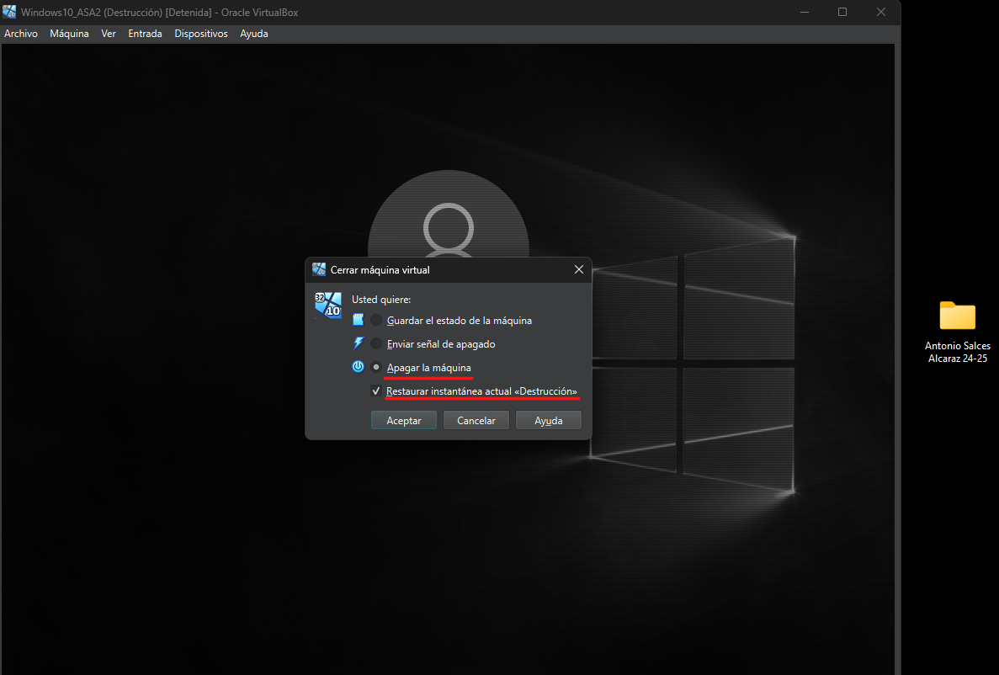 Windows10_ASA2 (Destrucción) [Detenida] - Oracle VirtualBox
Archivo Máquina Ver Entrada Dispositivos Ayuda
Cerrar máquina virtual
32
10
Usted quiere:
Guardar el estado de la máquina
Enviar señal de apagado
Apagar la máquina
Restaurar instantánea actual «Destrucción»
Aceptar Cancelar Ayuda
Antonio Salces
Alcaraz 24-25